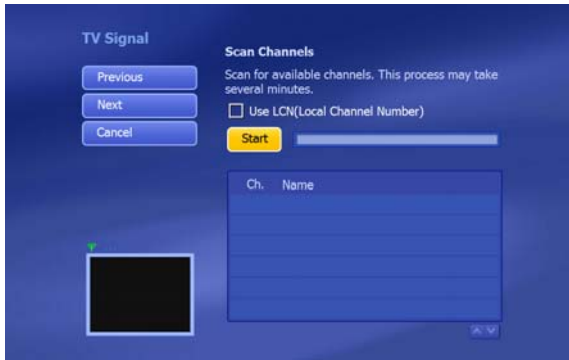 TV Signal
Previous
Next
Cancel
Scan Channels
Scan for available channels. This process may take
several minutes.
Use LCN(Local Channel Number)
Start
Ch. Name